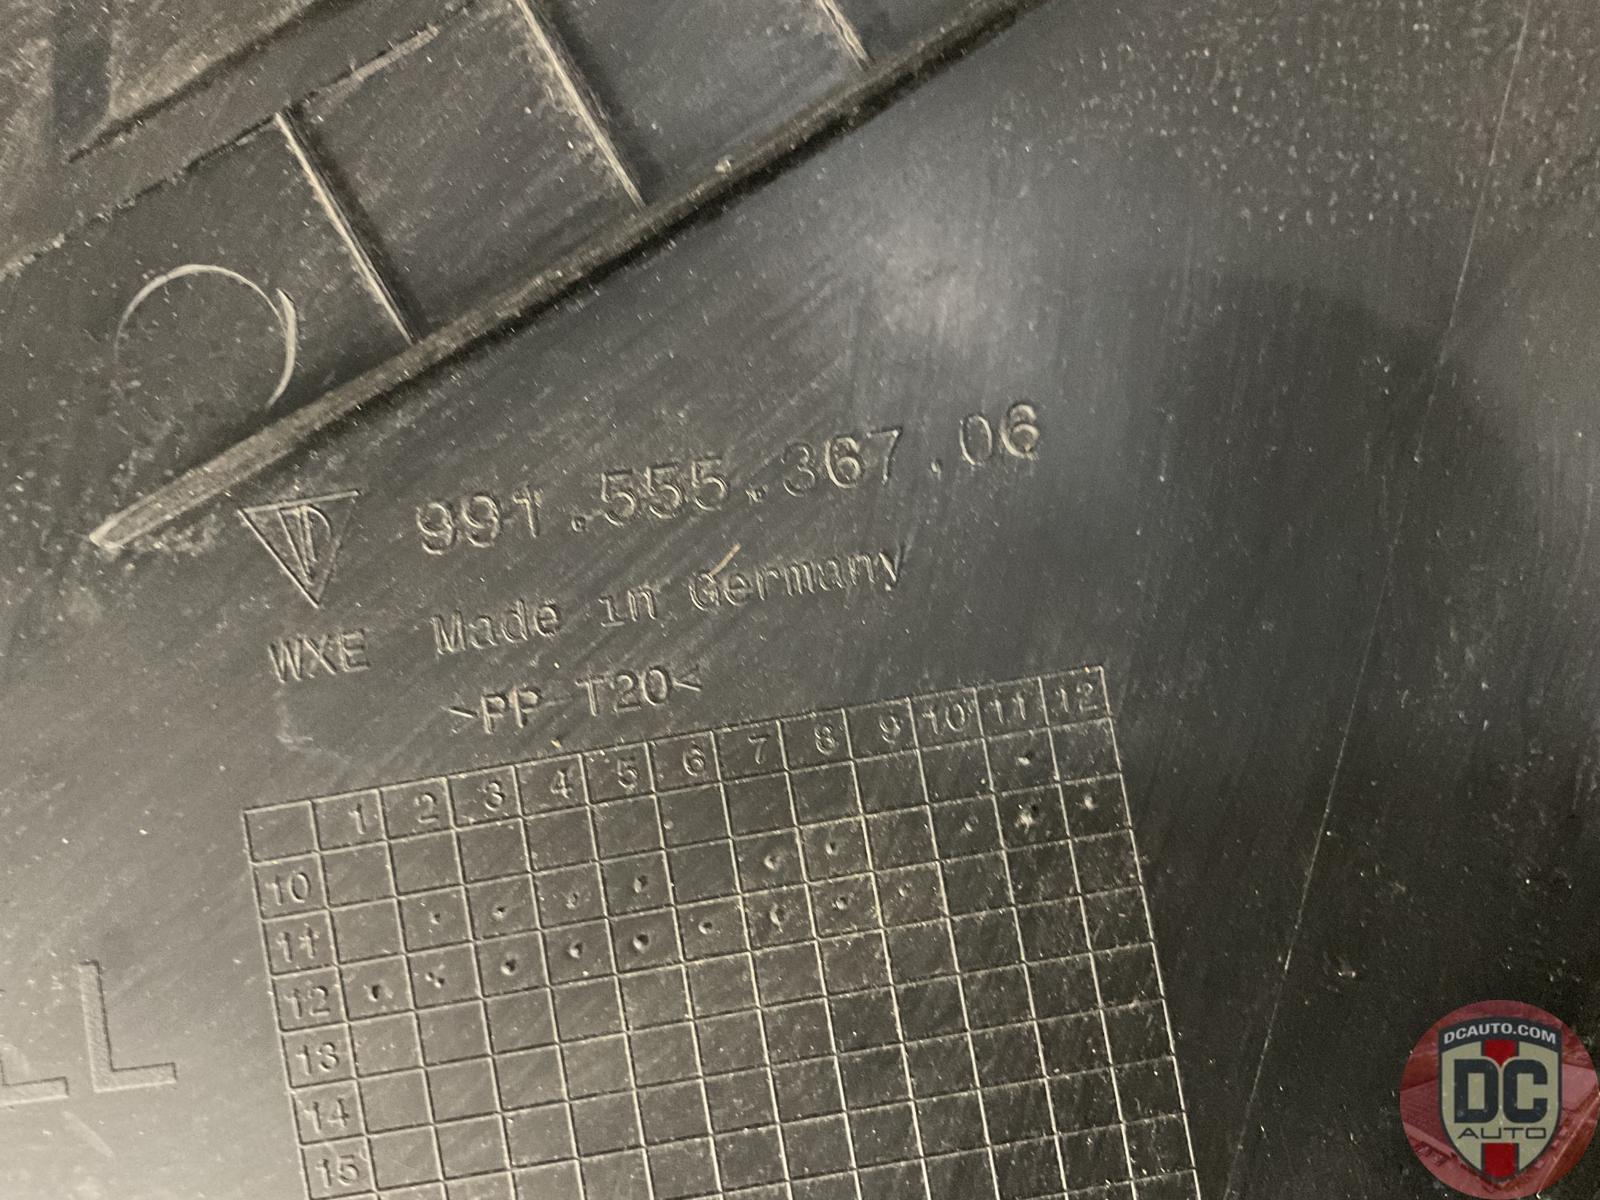 991.555.367.06
WXE Made in Germany
>PP-T20<
1 2 3 4 5 6 7 8 9 10 11 12
10
11
12
13
14
15
LL
DCAUTO.COM
DC
AUTO